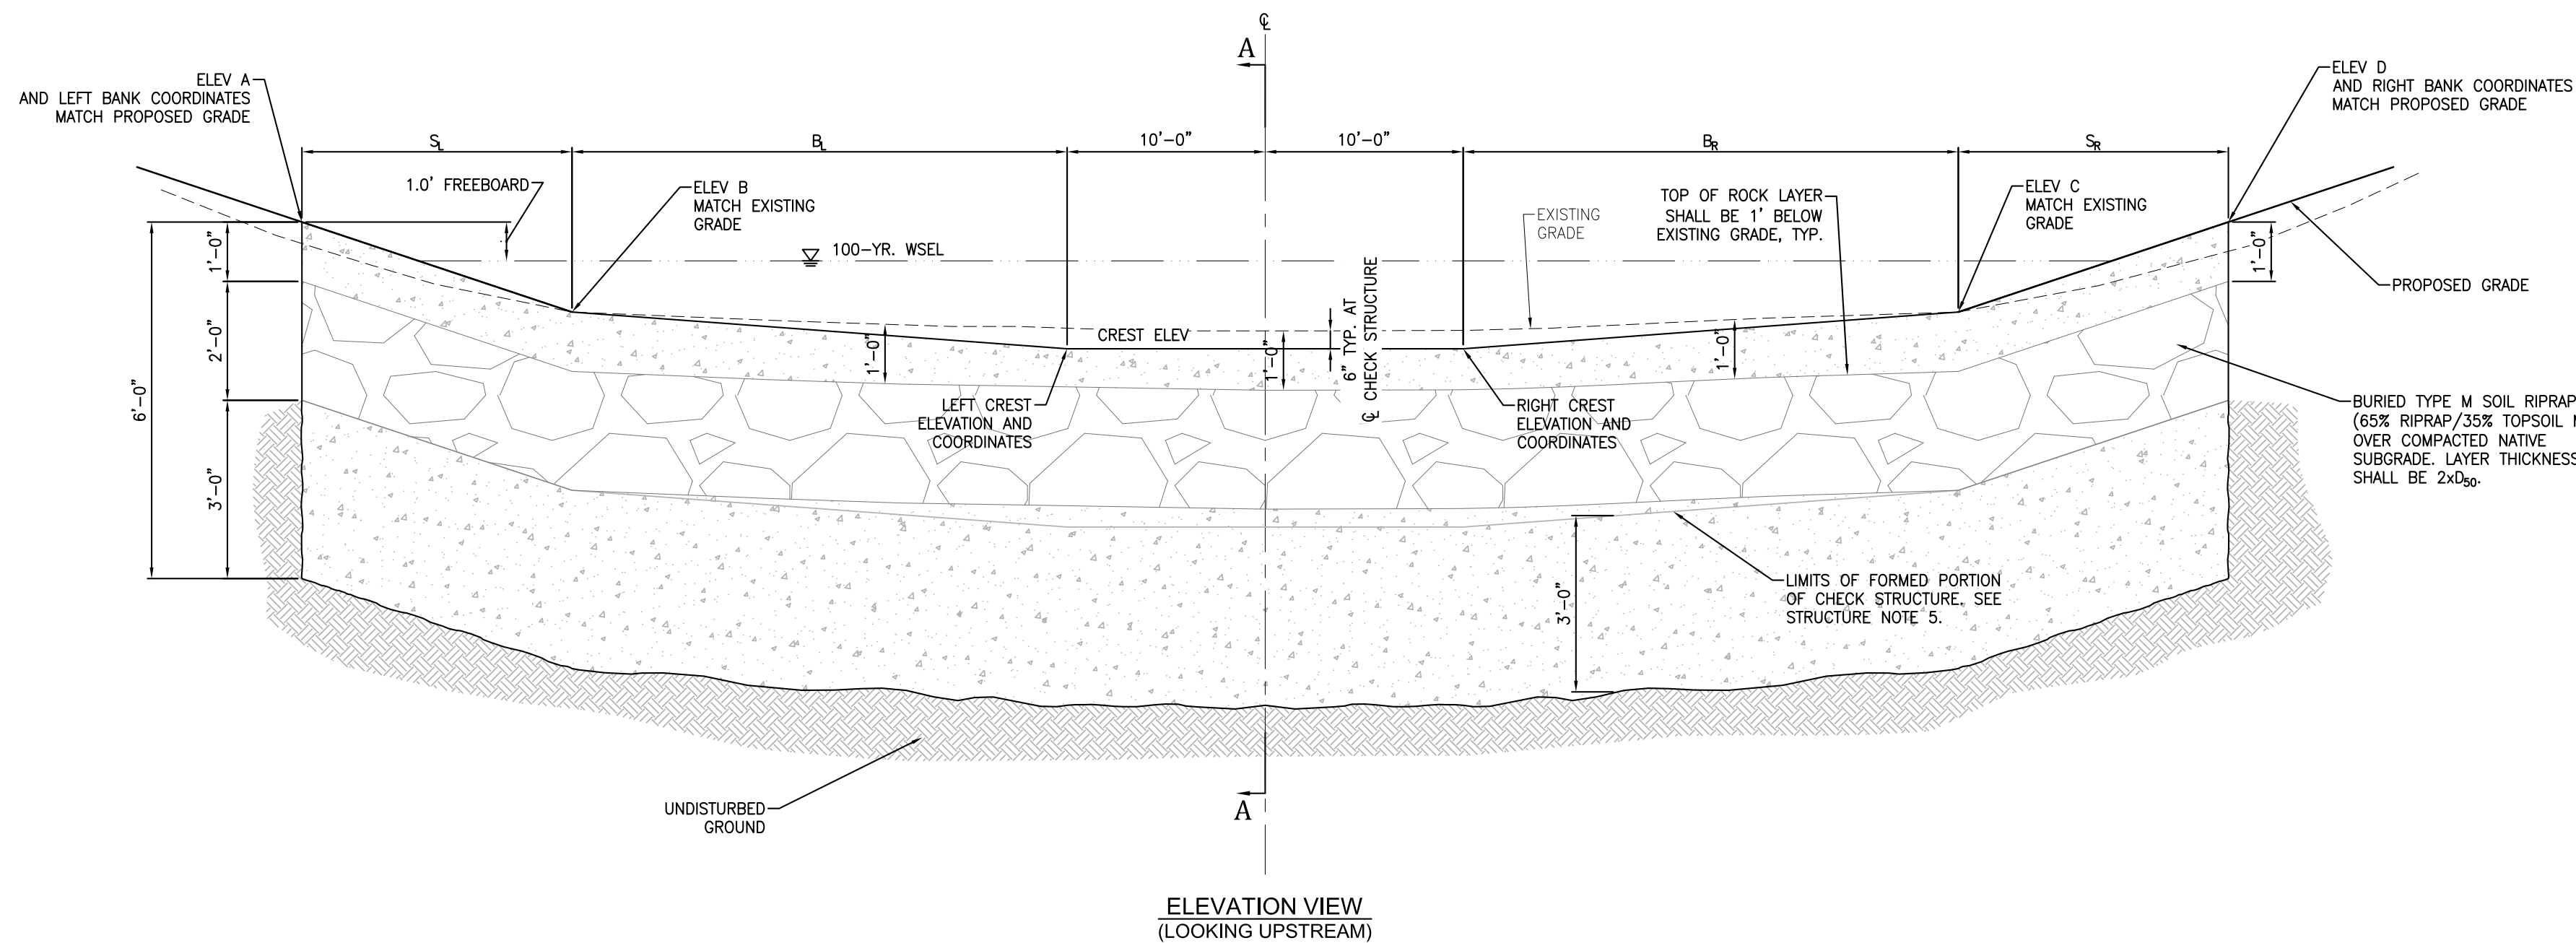 ℄
A
ELEV A
AND LEFT BANK COORDINATES
MATCH PROPOSED GRADE
ELEV D
AND RIGHT BANK COORDINATES
MATCH PROPOSED GRADE
SL
BL
10'-0"
10'-0"
BR
SR
1.0' FREEBOARD
ELEV B
MATCH EXISTING
GRADE
100-YR. WSEL
EXISTING
GRADE
TOP OF ROCK LAYER
SHALL BE 1' BELOW
EXISTING GRADE, TYP.
ELEV C
MATCH EXISTING
GRADE
PROPOSED GRADE
1'-0"
2'-0"
3'-0"
6'-0"
1'-0"
CREST ELEV
1'-0"
1'-0"
6" TYP. AT
℄ CHECK STRUCTURE
1'-0"
LEFT CREST
ELEVATION AND
COORDINATES
RIGHT CREST
ELEVATION AND
COORDINATES
BURIED TYPE M SOIL RIPRAP
(65% RIPRAP/35% TOPSOIL
OVER COMPACTED NATIVE
SUBGRADE. LAYER THICKNESS
SHALL BE 2xD50.
3'-0"
LIMITS OF FORMED PORTION
OF CHECK STRUCTURE. SEE
STRUCTURE NOTE 5.
UNDISTURBED
GROUND
A
ELEVATION VIEW
(LOOKING UPSTREAM)